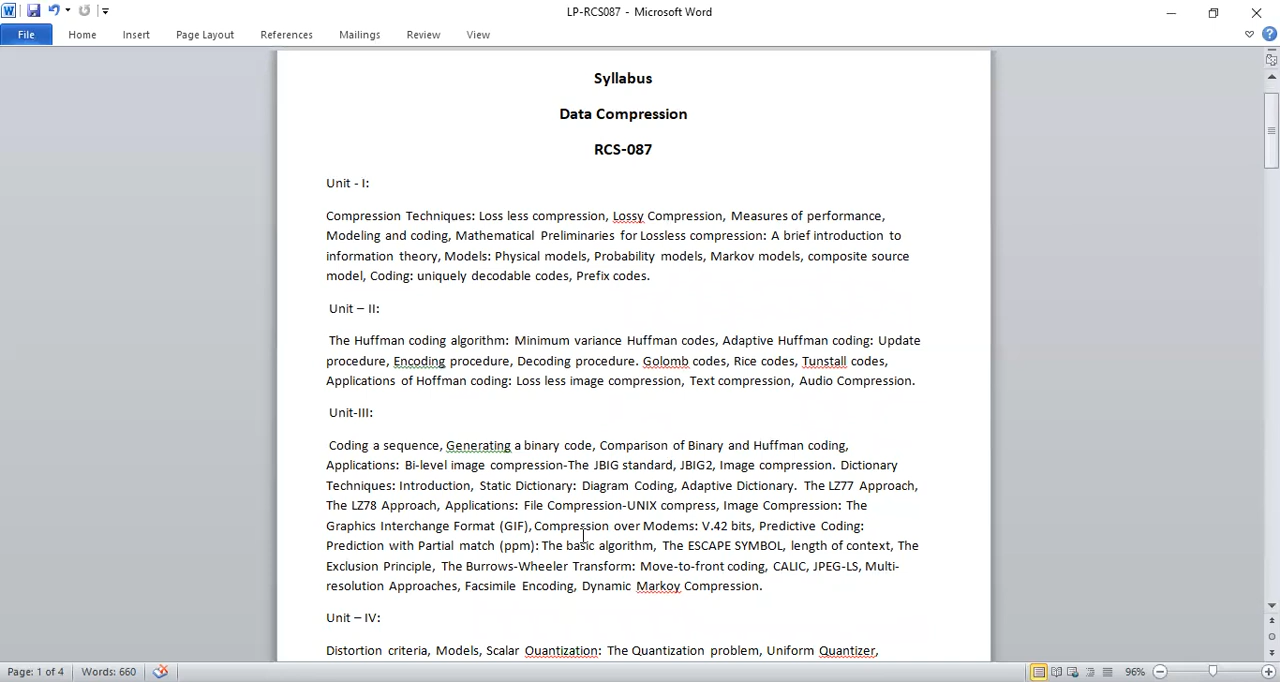 LP-RCS087 - Microsoft Word
File Home Insert Page Layout References Mailings Review View
Syllabus
Data Compression
RCS-087
Unit - I:
Compression Techniques: Loss less compression, Lossy Compression, Measures of performance,
Modeling and coding, Mathematical Preliminaries for Lossless compression: A brief introduction to
information theory, Models: Physical models, Probability models, Markov models, composite source
model, Coding: uniquely decodable codes, Prefix codes.
Unit – II:
The Huffman coding algorithm: Minimum variance Huffman codes, Adaptive Huffman coding: Update
procedure, Encoding procedure, Decoding procedure. Golomb codes, Rice codes, Tunstall codes,
Applications of Hoffman coding: Loss less image compression, Text compression, Audio Compression.
Unit-III:
Coding a sequence, Generating a binary code, Comparison of Binary and Huffman coding,
Applications: Bi-level image compression-The JBIG standard, JBIG2, Image compression. Dictionary
Techniques: Introduction, Static Dictionary: Diagram Coding, Adaptive Dictionary. The LZ77 Approach,
The LZ78 Approach, Applications: File Compression-UNIX compress, Image Compression: The
Graphics Interchange Format (GIF), Compression over Modems: V.42 bits, Predictive Coding:
Prediction with Partial match (ppm): The basic algorithm, The ESCAPE SYMBOL, length of context, The
Exclusion Principle, The Burrows-Wheeler Transform: Move-to-front coding, CALIC, JPEG-LS, Multi-
resolution Approaches, Facsimile Encoding, Dynamic Markoy Compression.
Unit – IV:
Distortion criteria, Models, Scalar Quantization: The Quantization problem, Uniform Quantizer,
Page: 1 of 4 Words: 660 96%